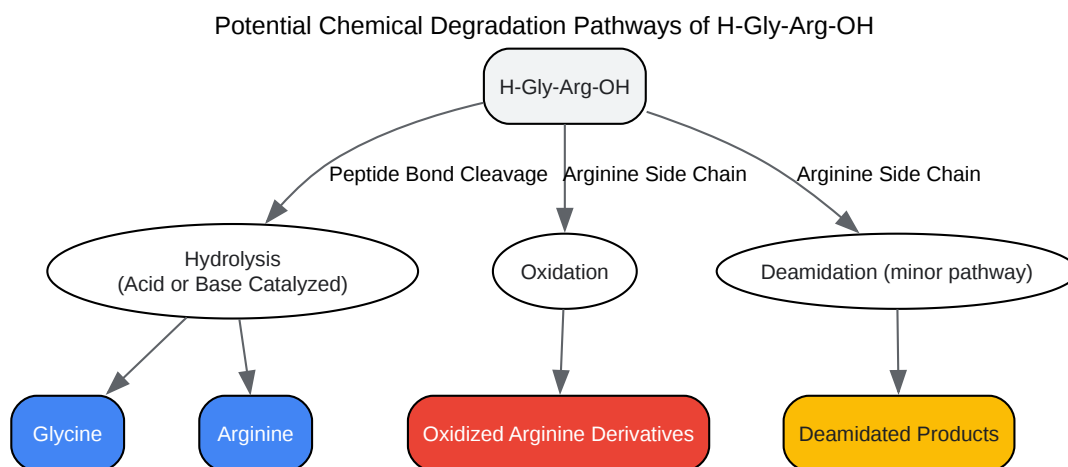 Potential Chemical Degradation Pathways of H-Gly-Arg-OH
H-Gly-Arg-OH
Peptide Bond Cleavage
Arginine Side Chain
Arginine Side Chain
Hydrolysis
(Acid or Base Catalyzed)
Oxidation
Deamidation (minor pathway)
Glycine
Arginine
Oxidized Arginine Derivatives
Deamidated Products